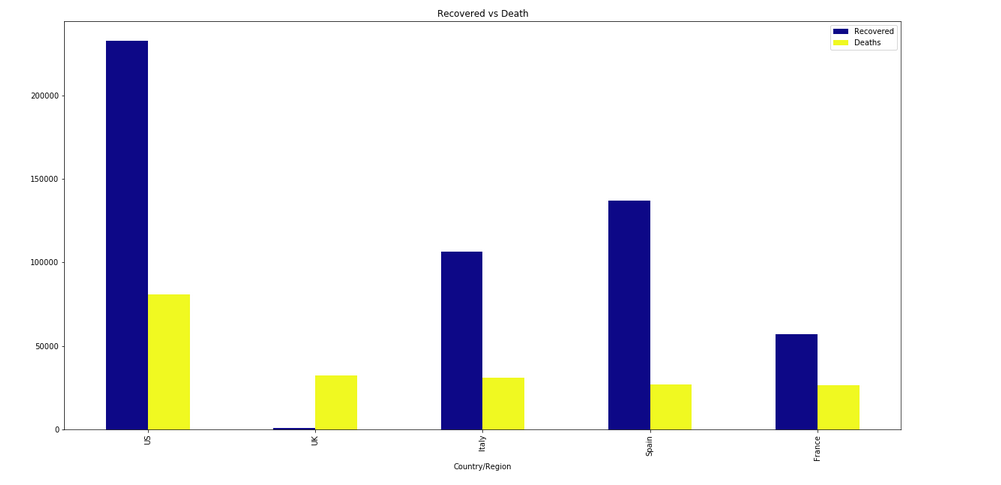 Recovered vs Death
Recovered
Deaths
200000
150000
100000
50000
0
US
UK
Italy
Spain
France
Country/Region